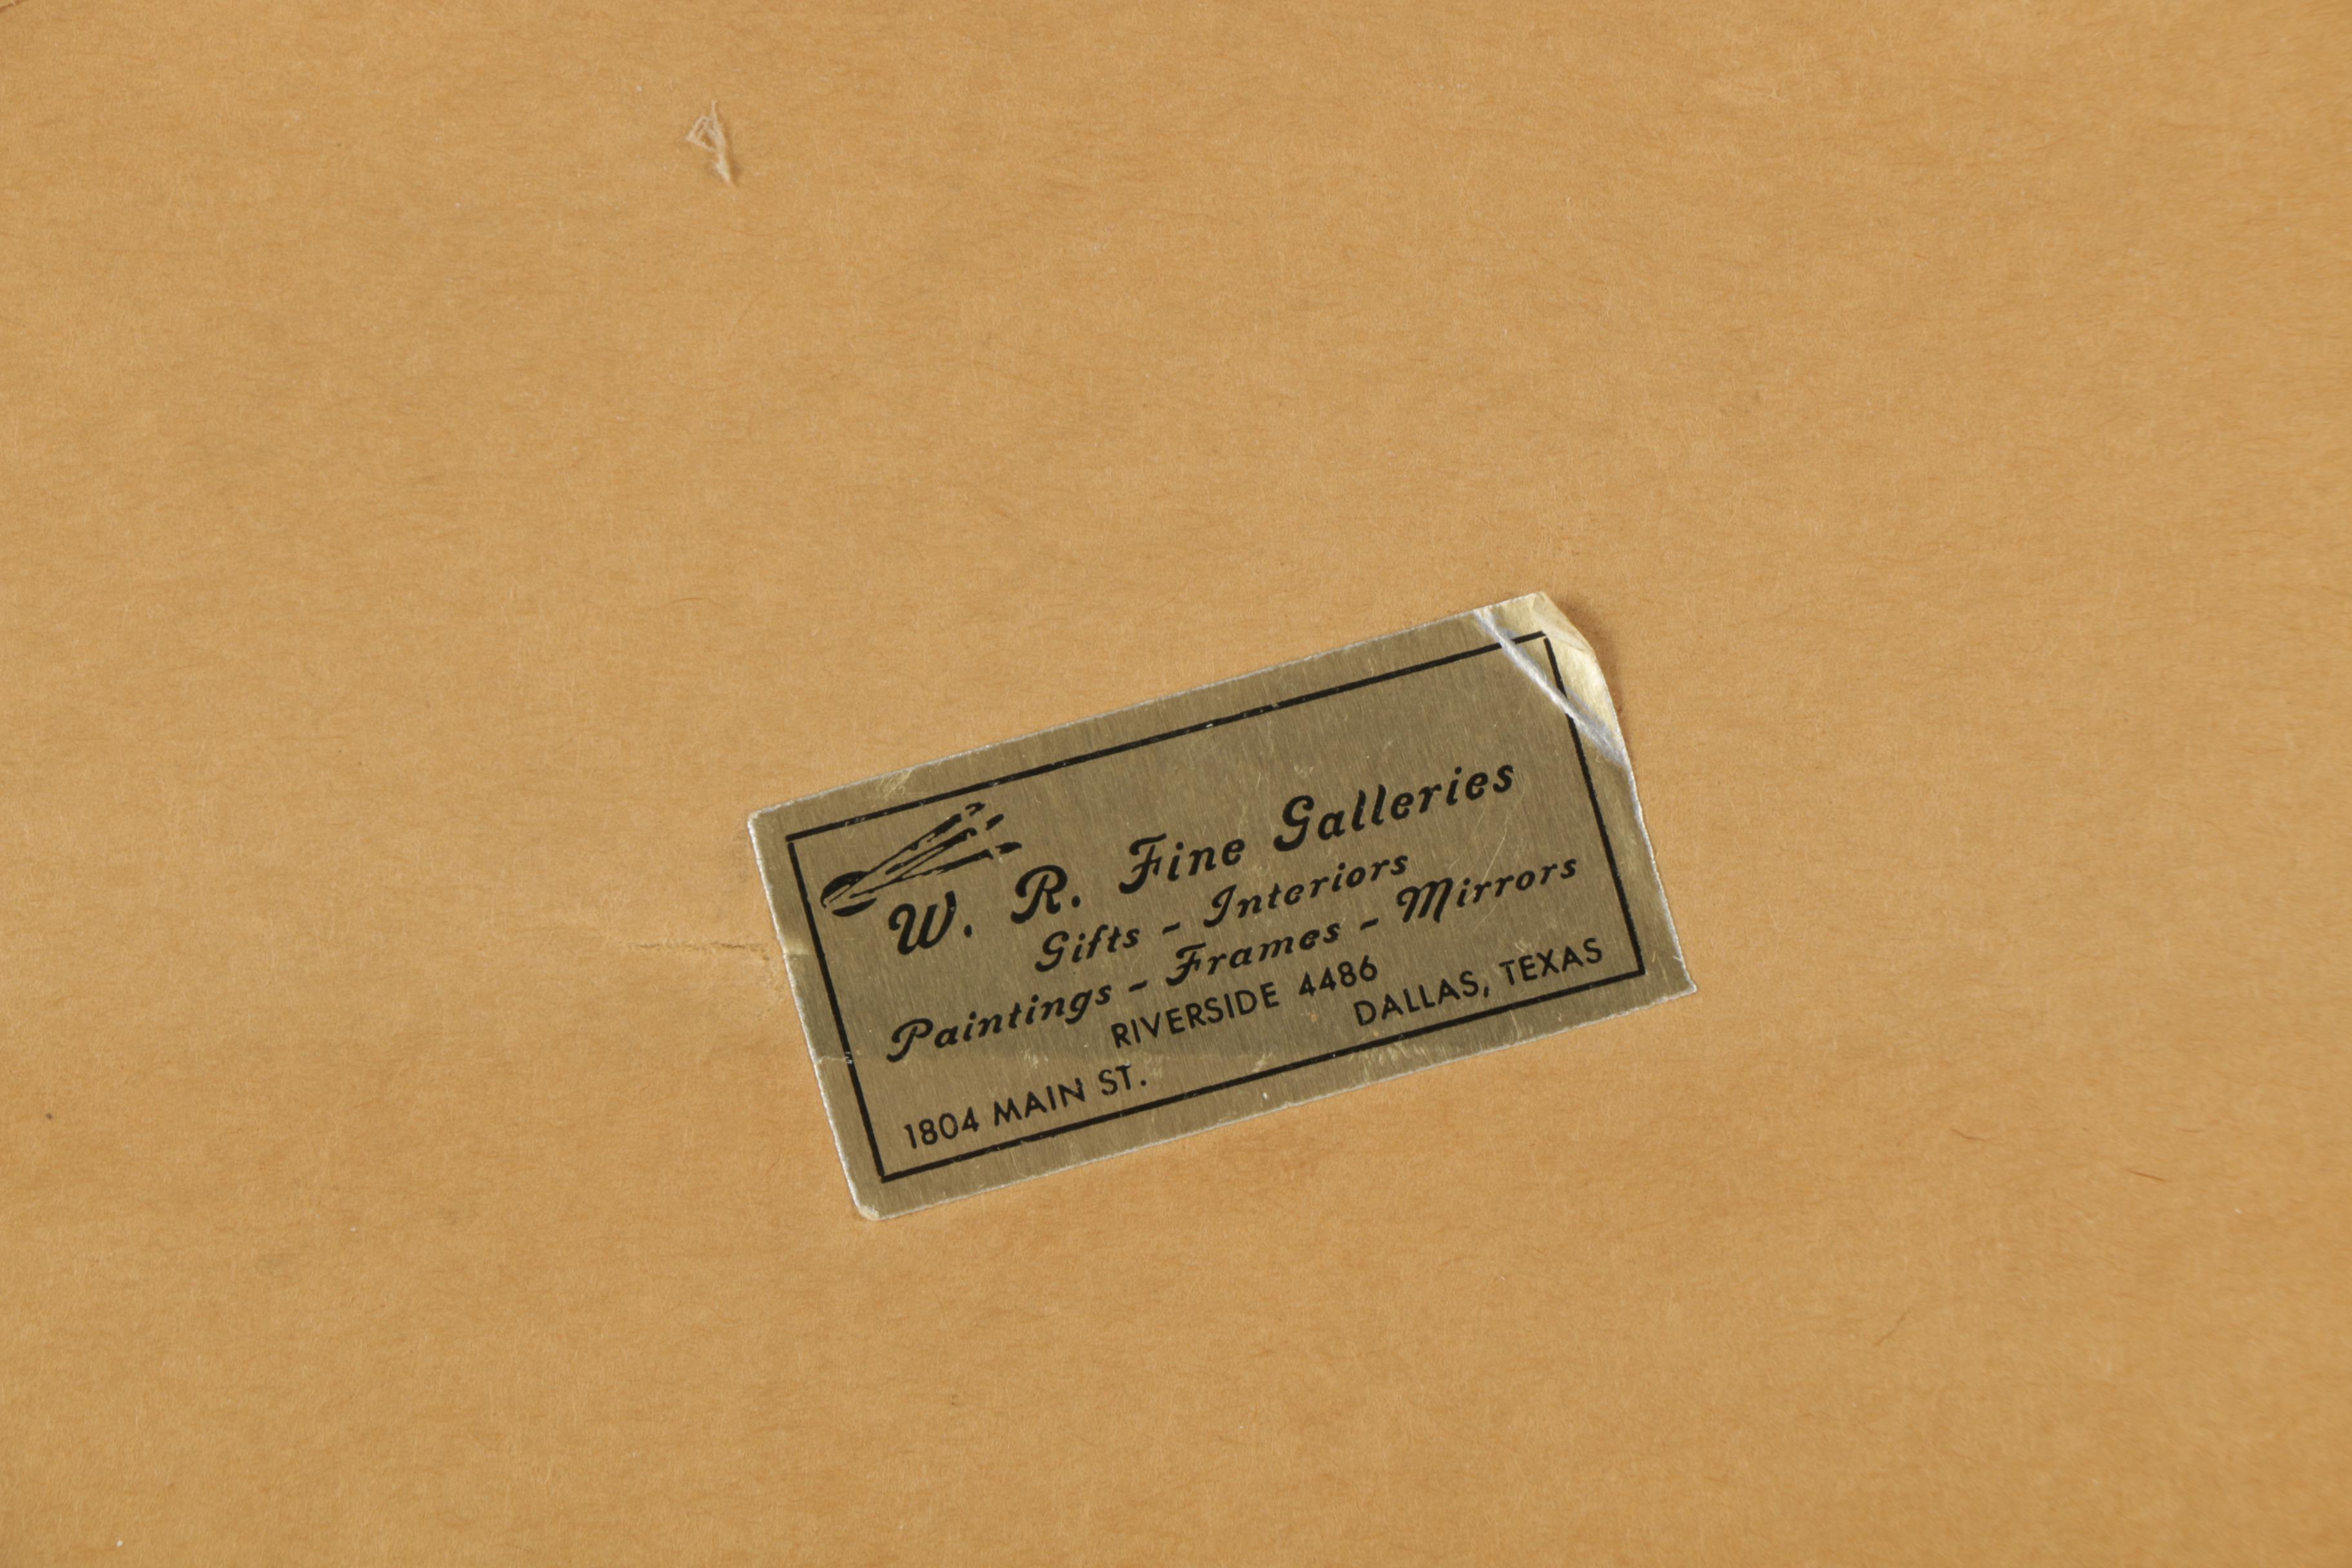 W. R. Fine Galleries
Gifts - Interiors
Paintings - Frames - Mirrors
RIVERSIDE 4486
1804 MAIN ST. DALLAS, TEXAS